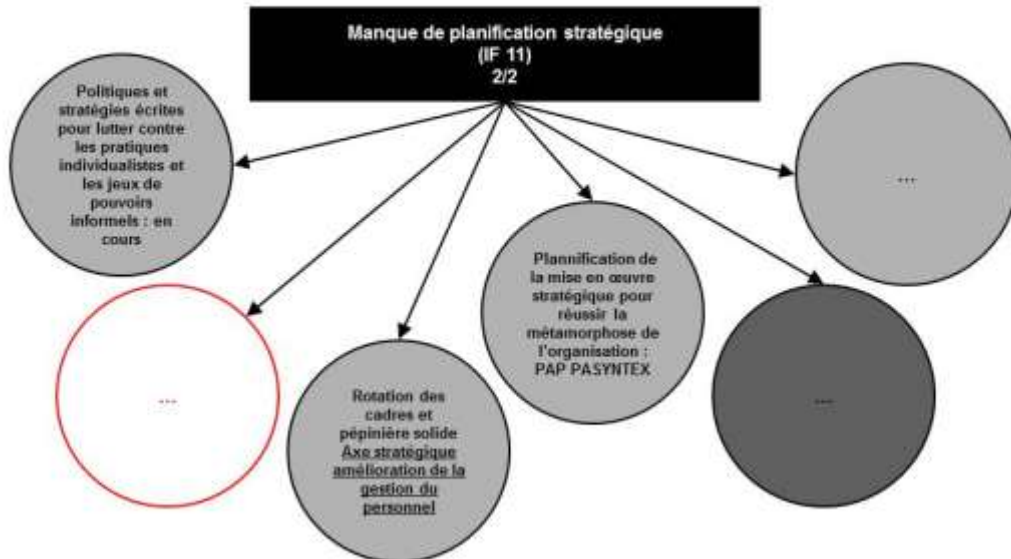 Manque de planification stratégique
(IF 11)
2/2
Politiques et
stratégies écrites
pour lutter contre
les pratiques
individualistes et
les jeux de
pouvoirs
informels : en
cours
...
...
Rotation des
cadres et
pépinière solide
Axe stratégique
amélioration de la
gestion du
personnel
Plannification de
la mise en œuvre
stratégique pour
réussir la
métamorphose de
l'organisation :
PAP PASYNTEX
...